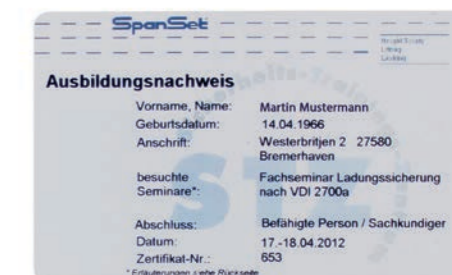 SpanSet
Ausbildungsnachweis
Vorname, Name: Martin Mustermann
Geburtsdatum: 14.04.1966
Anschrift: Westerbritjen 2 27580
Bremerhaven
besuchte Fachseminar Ladungssicherung
Seminare*: nach VDI 2700a
Abschluss: Befähigte Person / Sachkundiger
Datum: 17.-18.04.2012
Zertifikat-Nr.: 653
* Erläuterungen siehe Rückseite
STZ